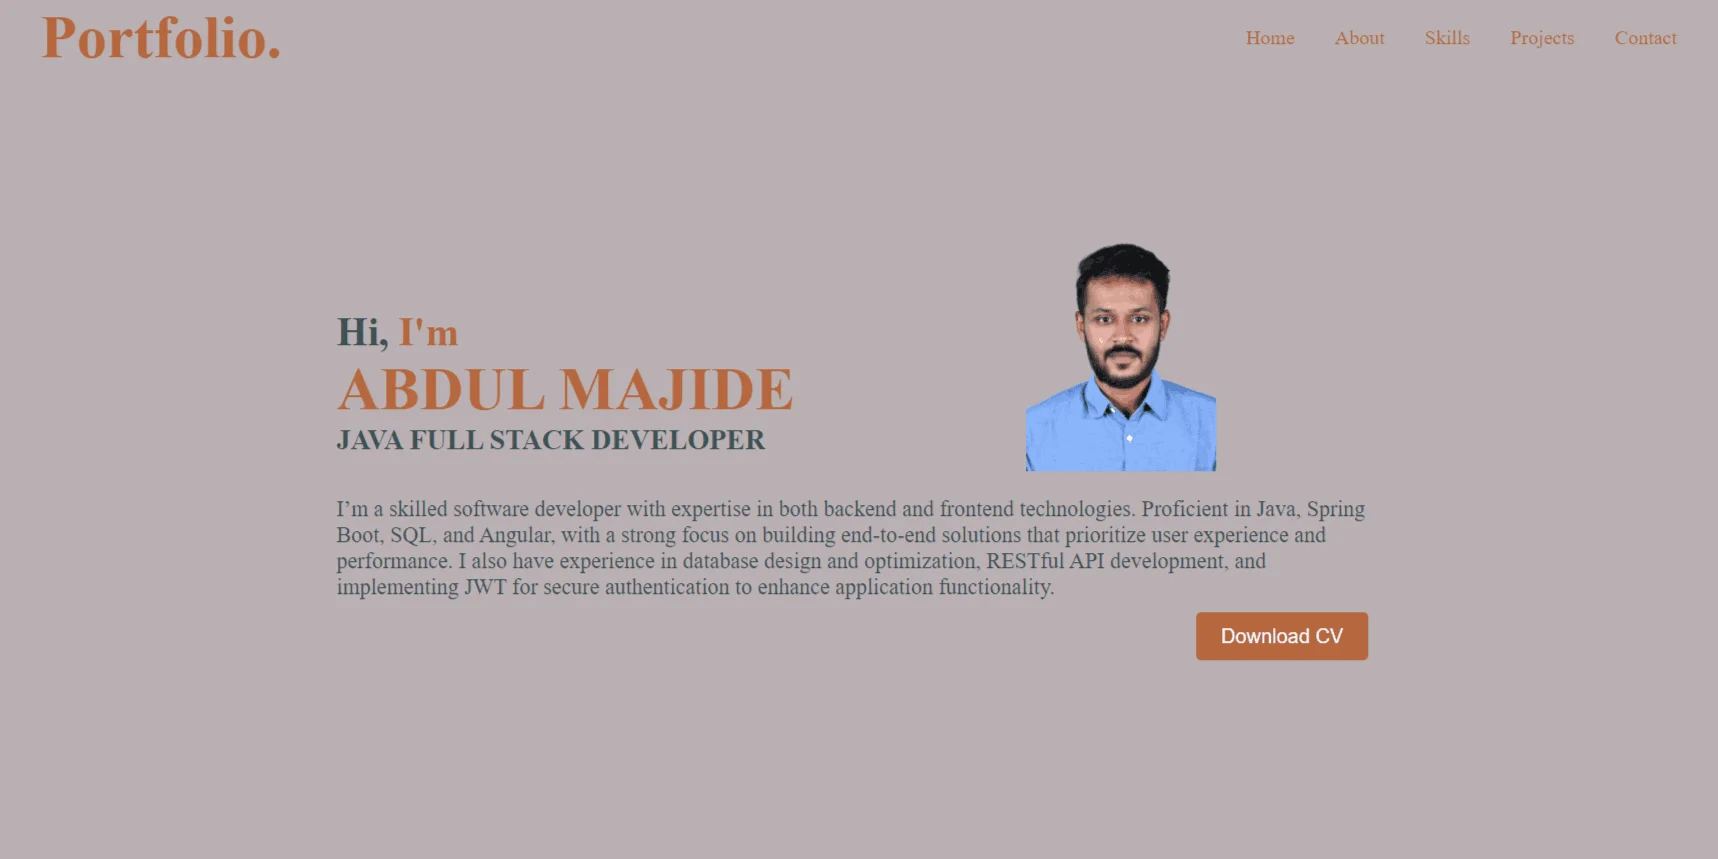 Portfolio.
Home About Skills Projects Contact
Hi, I'm
ABDUL MAJIDE
JAVA FULL STACK DEVELOPER
I’m a skilled software developer with expertise in both backend and frontend technologies. Proficient in Java, Spring
Boot, SQL, and Angular, with a strong focus on building end-to-end solutions that prioritize user experience and
performance. I also have experience in database design and optimization, RESTful API development, and
implementing JWT for secure authentication to enhance application functionality.
Download CV